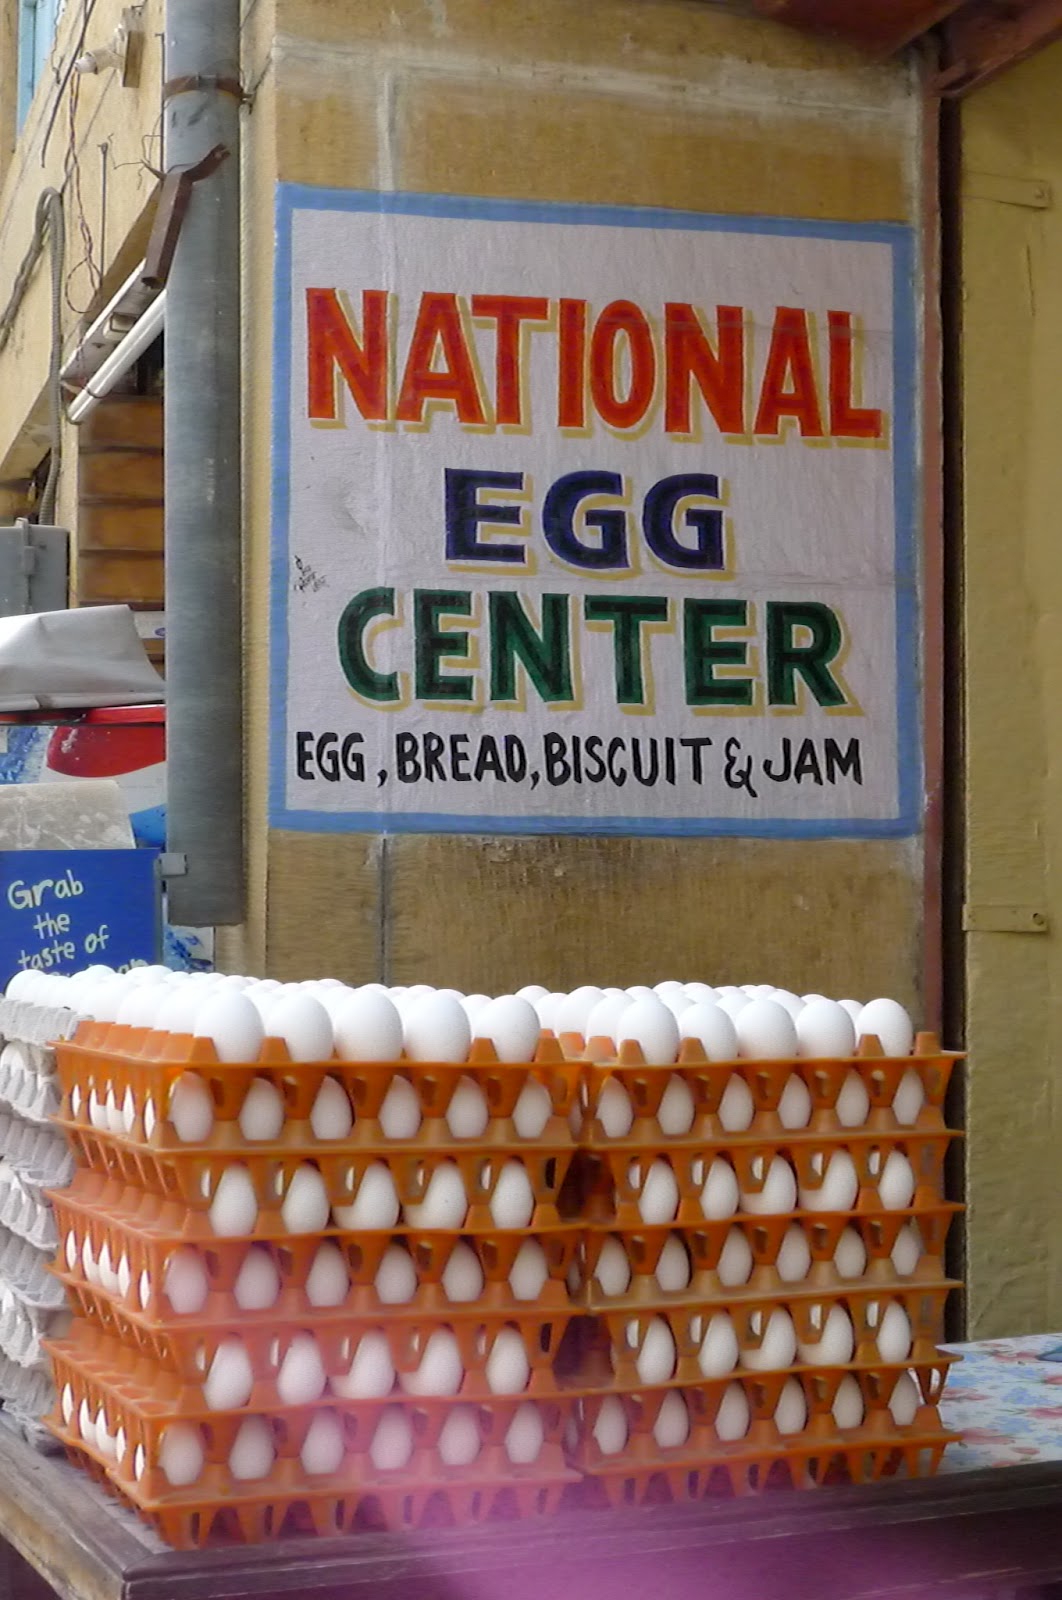 NATIONAL
EGG
CENTER
EGG, BREAD, BISCUIT & JAM
Grab
the
taste of